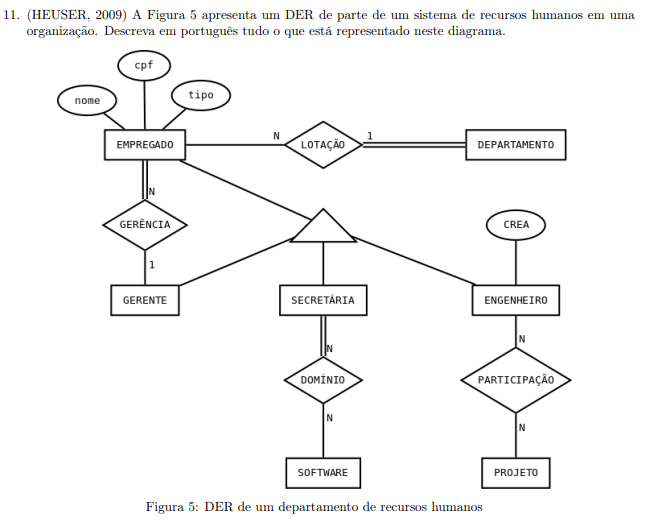 11. (HEUSER, 2009) A Figura 5 apresenta um DER de parte de um sistema de recursos humanos em uma
organização. Descreva em português tudo o que está representado neste diagrama.
cpf
nome
tipo
EMPREGADO
N
LOTAÇÃO
1
DEPARTAMENTO
N
GERÊNCIA
1
CREA
GERENTE
SECRETÁRIA
ENGENHEIRO
N
N
DOMÍNIO
PARTICIPAÇÃO
N
N
SOFTWARE
PROJETO
Figura 5: DER de um departamento de recursos humanos